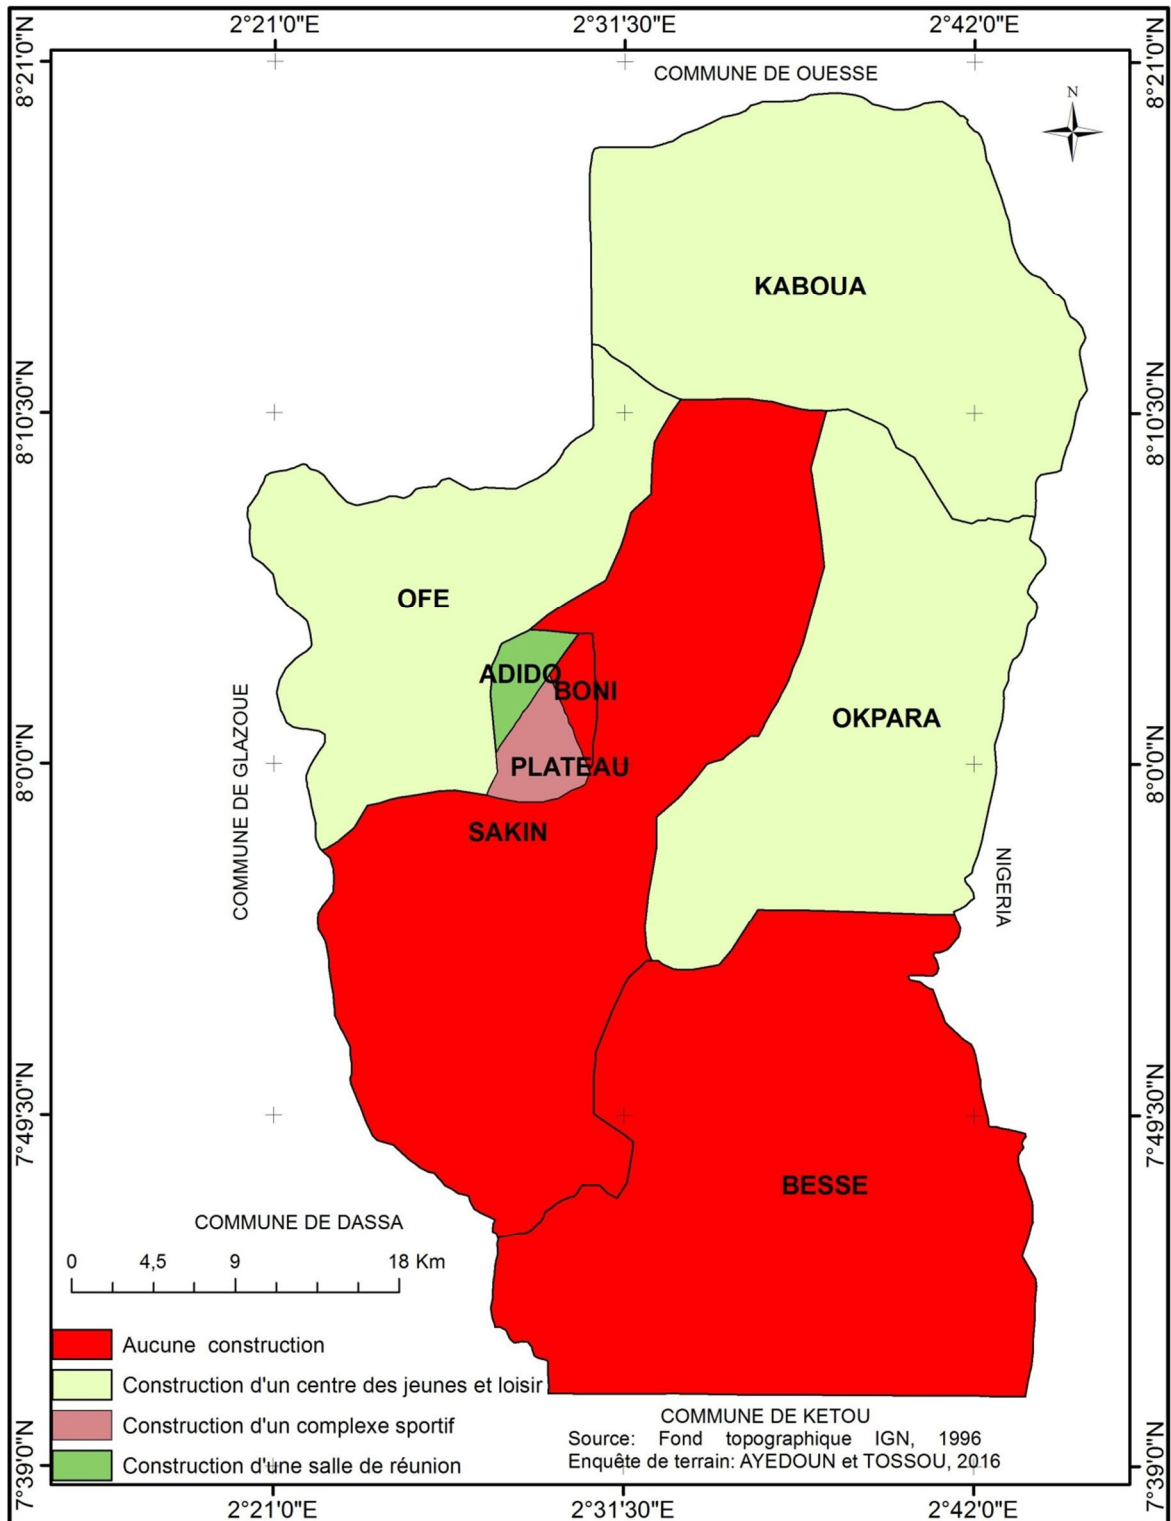 2°21'0"E
2°31'30"E
2°42'0"E
8°21'0"N
8°21'0"N
COMMUNE DE OUESSE
N
KABOUA
8°10'30"N
8°10'30"N
OFE
ADIDO
BONI
OKPARA
PLATEAU
8°0'0"N
8°0'0"N
SAKIN
COMMUNE DE GLAZOUE
NIGERIA
7°49'30"N
7°49'30"N
BESSE
COMMUNE DE DASSA
0 4,5 9 18 Km
Aucune construction
Construction d'un centre des jeunes et loisir
Construction d'un complexe sportif
Construction d'une salle de réunion
COMMUNE DE KETOU
Source: Fond topographique IGN, 1996
Enquête de terrain: AYEDOUN et TOSSOU, 2016
7°39'0"N
7°39'0"N
2°21'0"E
2°31'30"E
2°42'0"E